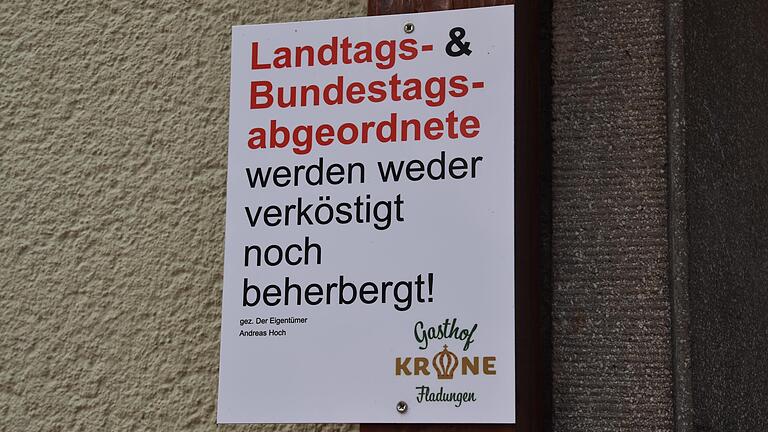 Landtags- &
Bundestags-
abgeordnete
werden weder
verköstigt
noch
beherbergt!
gez. Der Eigentümer
Andreas Hoch
Gasthof
KRONE
Fladungen